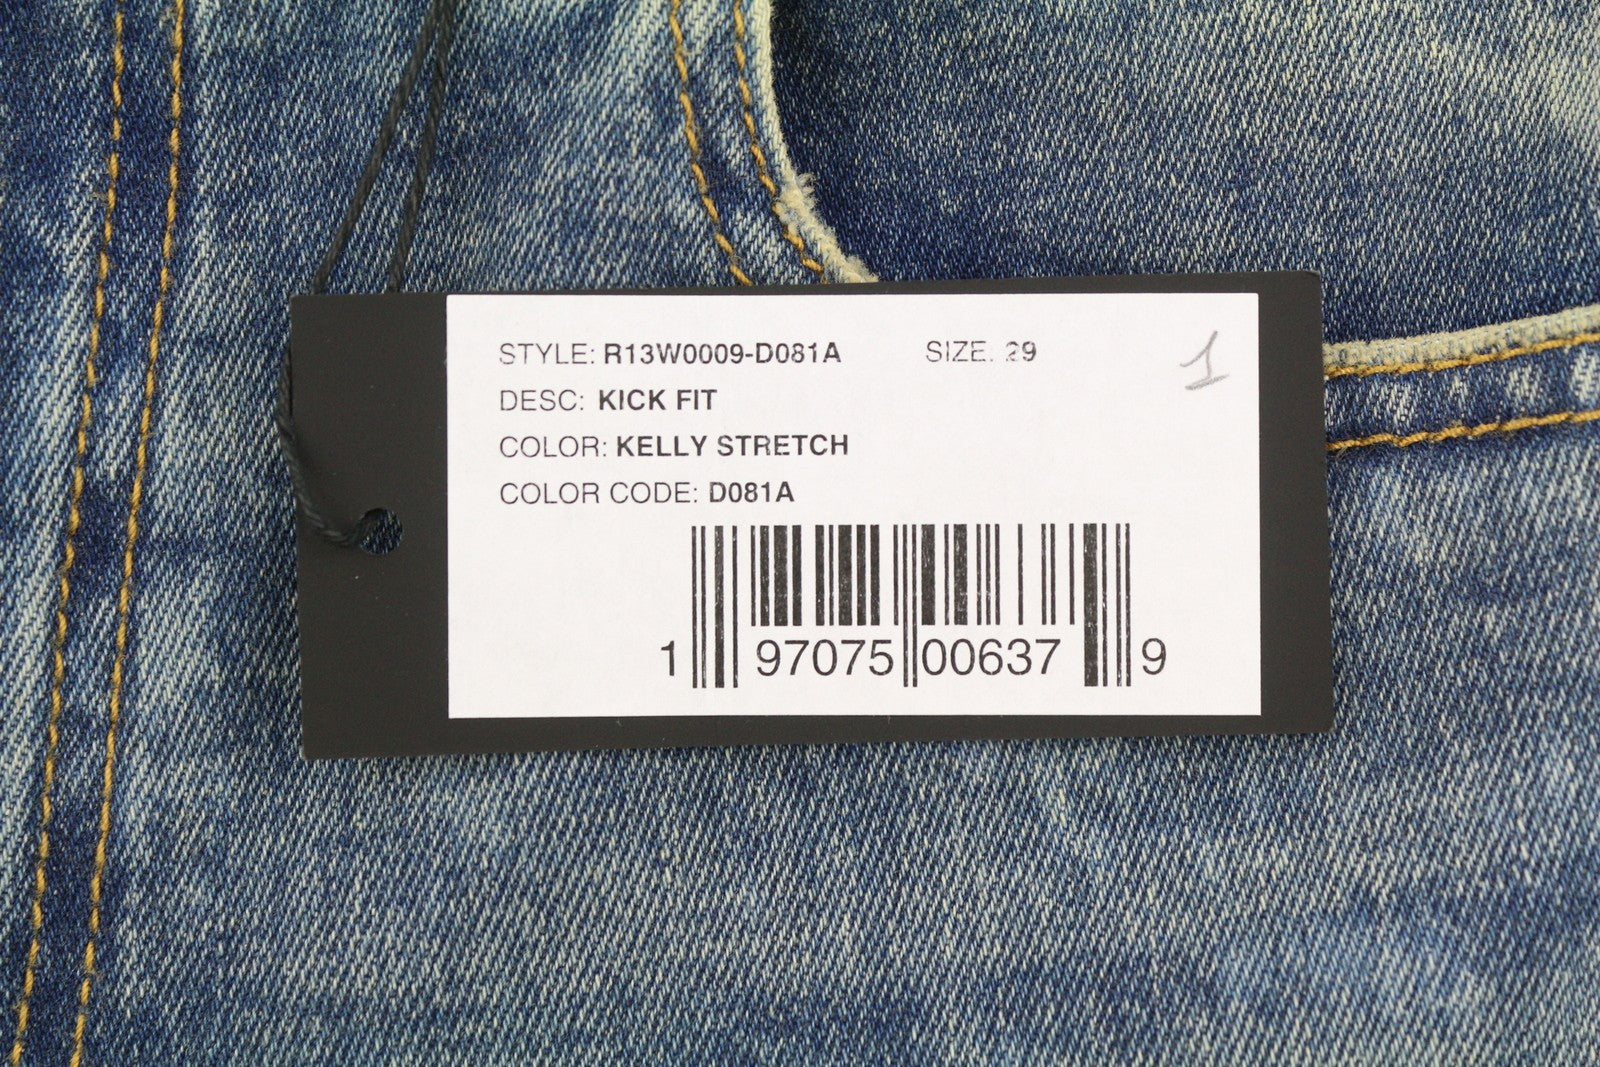 STYLE: R13W0009-D081A SIZE: 29
1
DESC: KICK FIT
COLOR: KELLY STRETCH
COLOR CODE: D081A
1 97075 00637 9